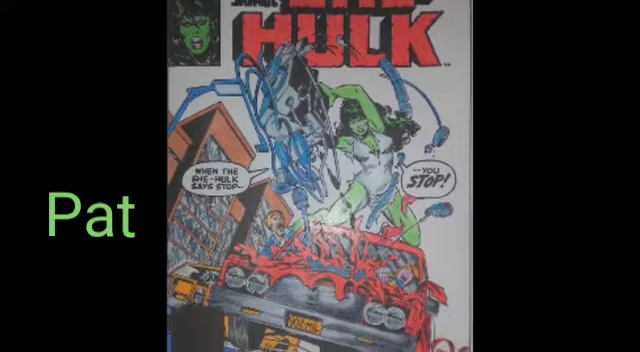 HULK
WHEN THE
SHE-HULK
SAYS STOP--
--YOU
STOP!
Pat